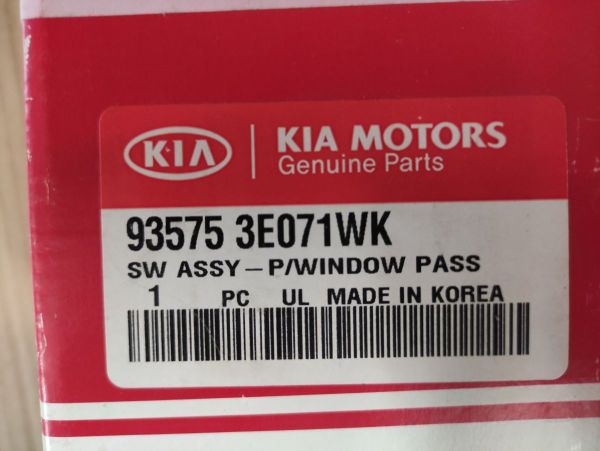 KIA
KIA MOTORS
Genuine Parts
93575 3E071WK
SW ASSY-P/WINDOW PASS
1 PC UL MADE IN KOREA